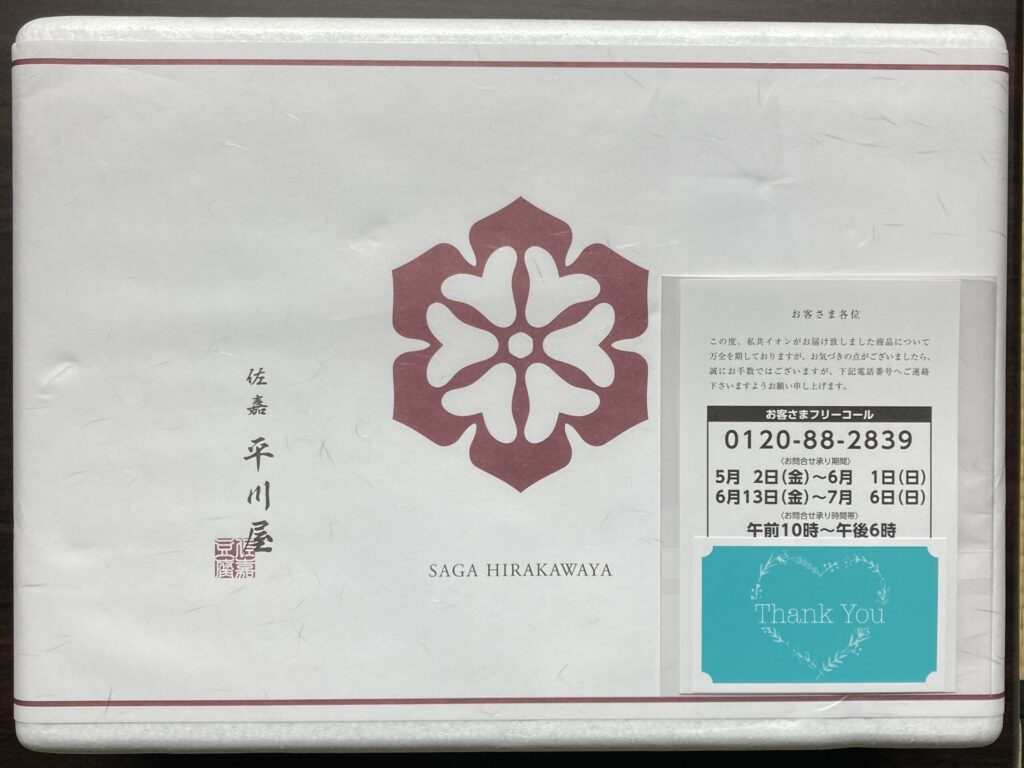 佐嘉
平川屋
佐嘉
豆腐
SAGA HIRAKAWAYA
お客さま各位
この度、私共イオンがお届け致しました商品について
万全を期しておりますが、お気づきの点がございましたら、
誠にお手数ではございますが、下記電話番号へご連絡
下さいますようお願い申し上げます。
お客さまフリーコール
0120-88-2839
〈お問合せ承り期間〉
5月 2日(金)〜6月 1日(日)
6月13日(金)〜7月 6日(日)
〈お問合せ承り時間帯〉
午前10時〜午後6時
Thank You